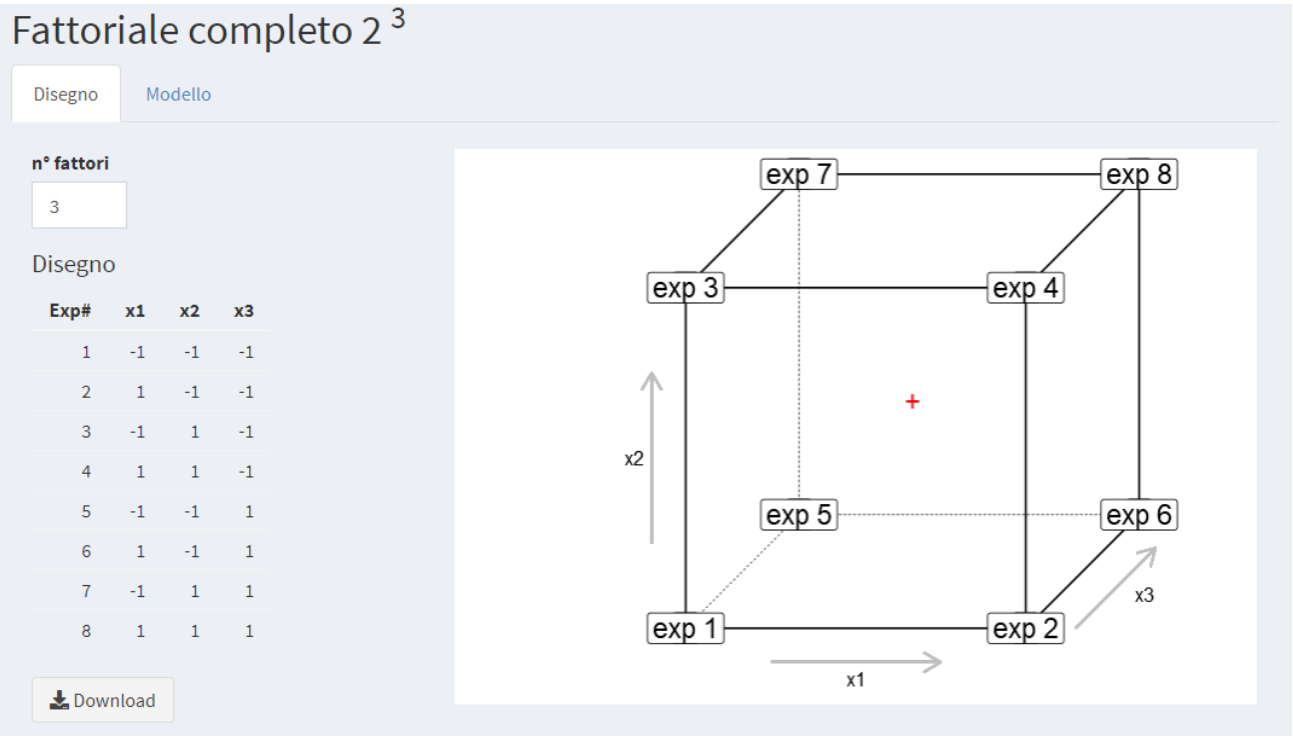 Fattoriale completo 2 3
Disegno Modello
n° fattori
3
Disegno
Exp# x1 x2 x3
1 -1 -1 -1
2 1 -1 -1
3 -1 1 -1
4 1 1 -1
5 -1 -1 1
6 1 -1 1
7 -1 1 1
8 1 1 1
Download
exp 7 exp 8
exp 3 exp 4
x2
exp 5 exp 6
x3
exp 1 exp 2
x1